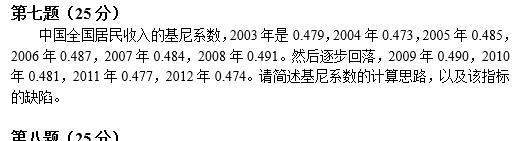 第七题（25 分）
中国全国居民收入的基尼系数，2003 年是 0.479，2004 年 0.473，2005 年 0.485，
2006 年 0.487，2007 年 0.484，2008 年 0.491。然后逐步回落，2009 年 0.490，2010
年 0.481，2011 年 0.477，2012 年 0.474。请简述基尼系数的计算思路，以及该指标
的缺陷。
第八题（25 分）